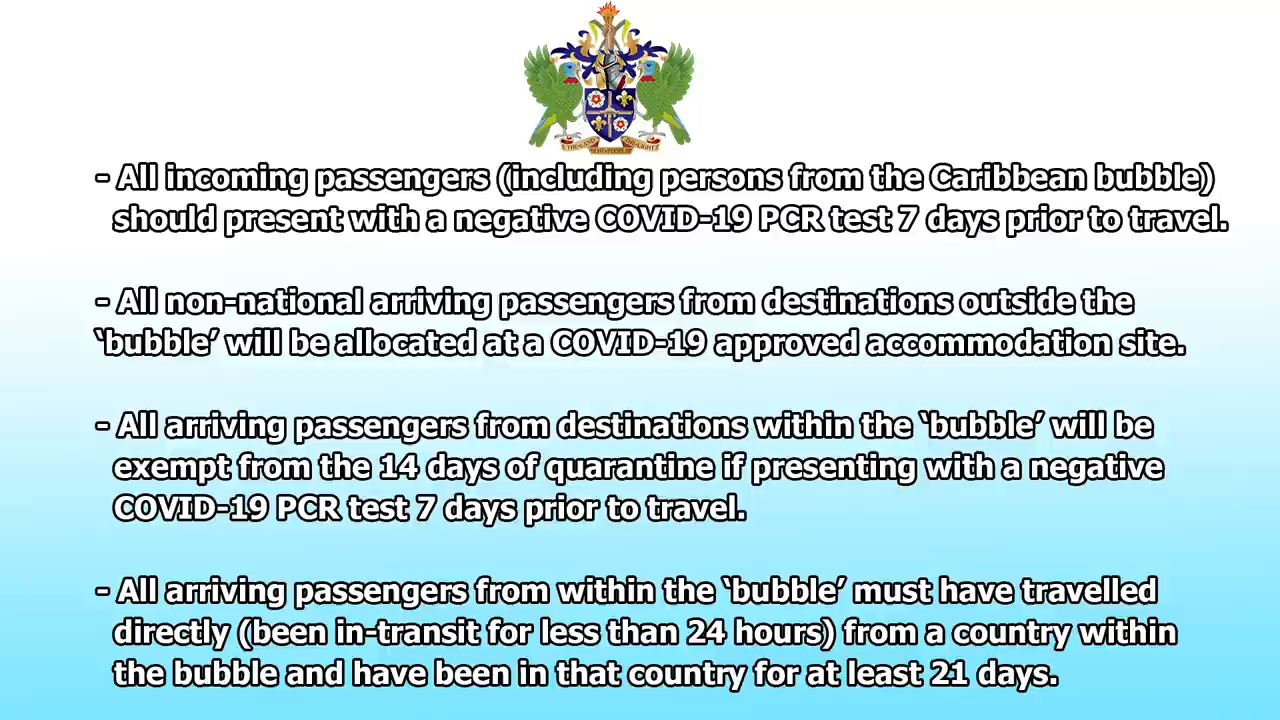 THE LAND THE LIGHT
- All incoming passengers (including persons from the Caribbean bubble)
should present with a negative COVID-19 PCR test 7 days prior to travel.
- All non-national arriving passengers from destinations outside the
‘bubble’ will be allocated at a COVID-19 approved accommodation site.
- All arriving passengers from destinations within the ‘bubble’ will be
exempt from the 14 days of quarantine if presenting with a negative
COVID-19 PCR test 7 days prior to travel.
- All arriving passengers from within the ‘bubble’ must have travelled
directly (been in-transit for less than 24 hours) from a country within
the bubble and have been in that country for at least 21 days.